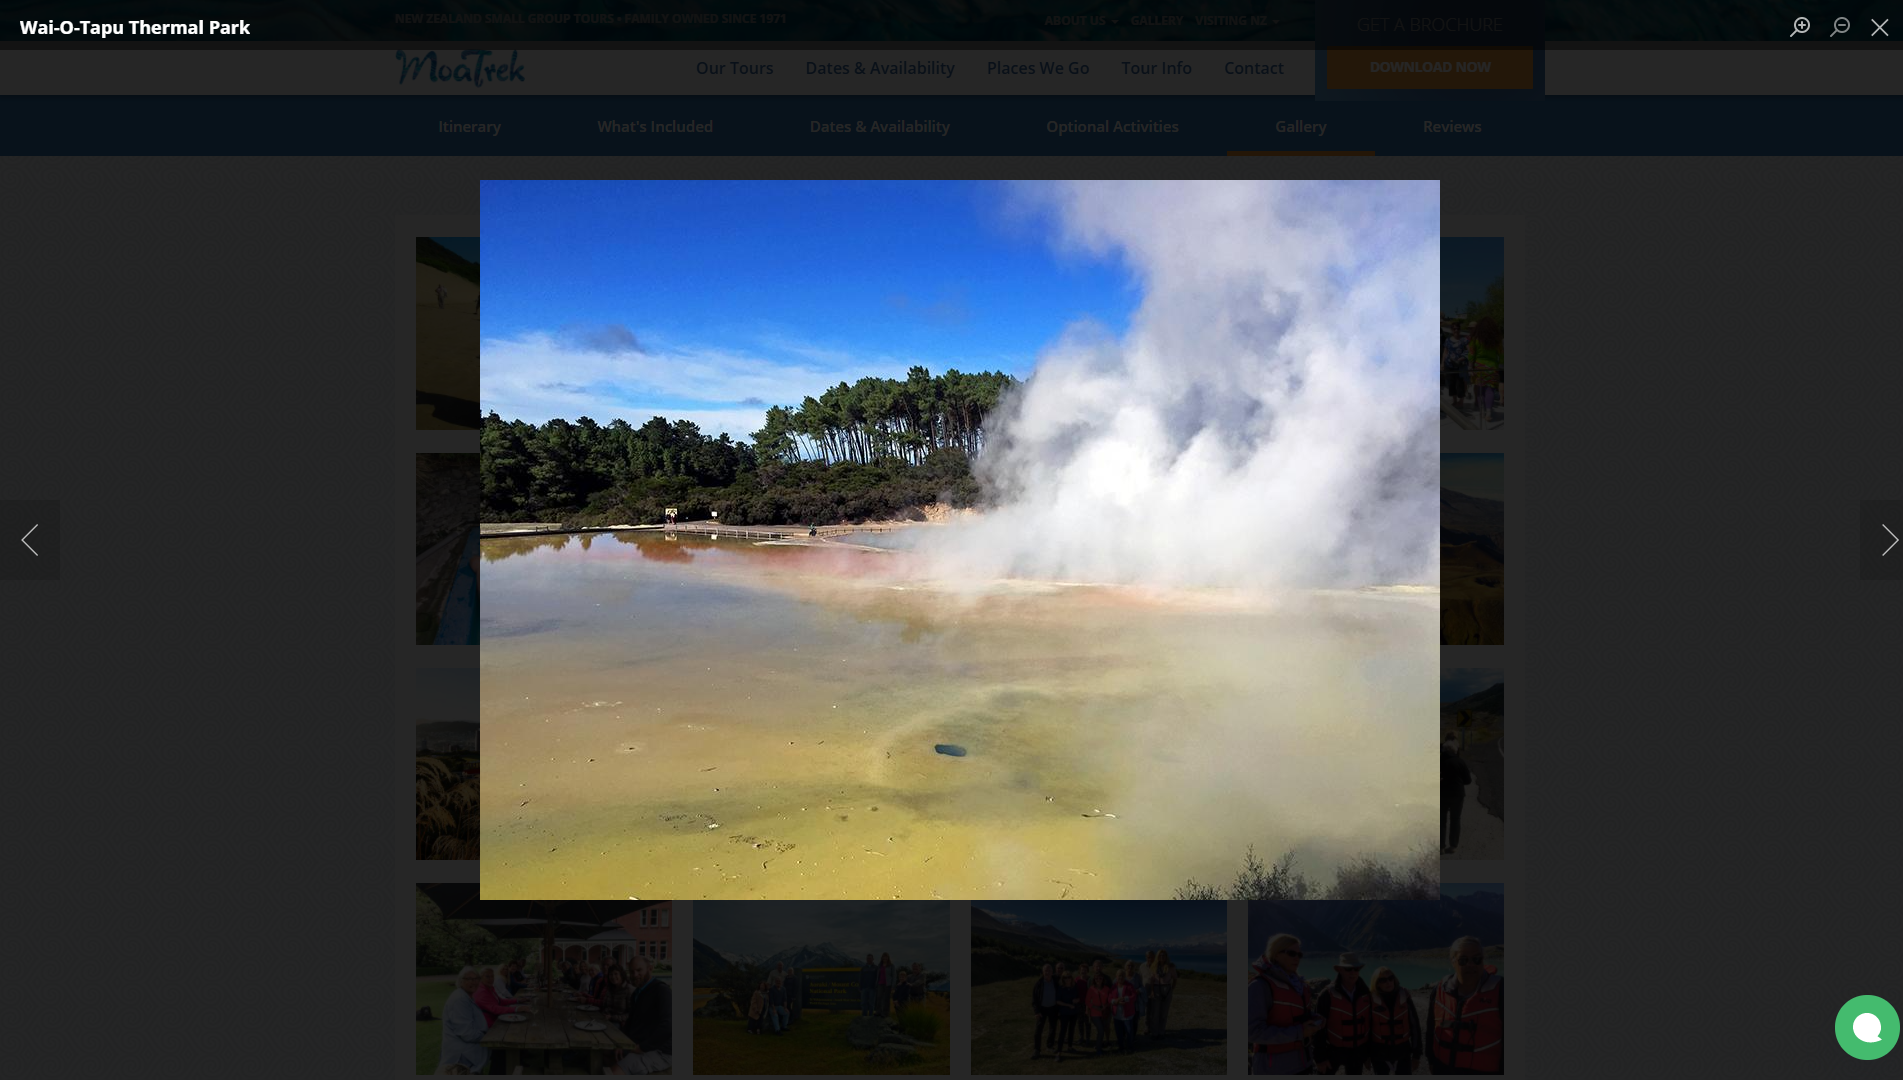 Wai-O-Tapu Thermal Park
NEW ZEALAND SMALL GROUP TOURS • FAMILY OWNED SINCE 1971
ABOUT US GALLERY VISITING NZ
GET A BROCHURE
DOWNLOAD NOW
MoaTrek
Our Tours Dates & Availability Places We Go Tour Info Contact
Itinerary What's Included Dates & Availability Optional Activities Gallery Reviews